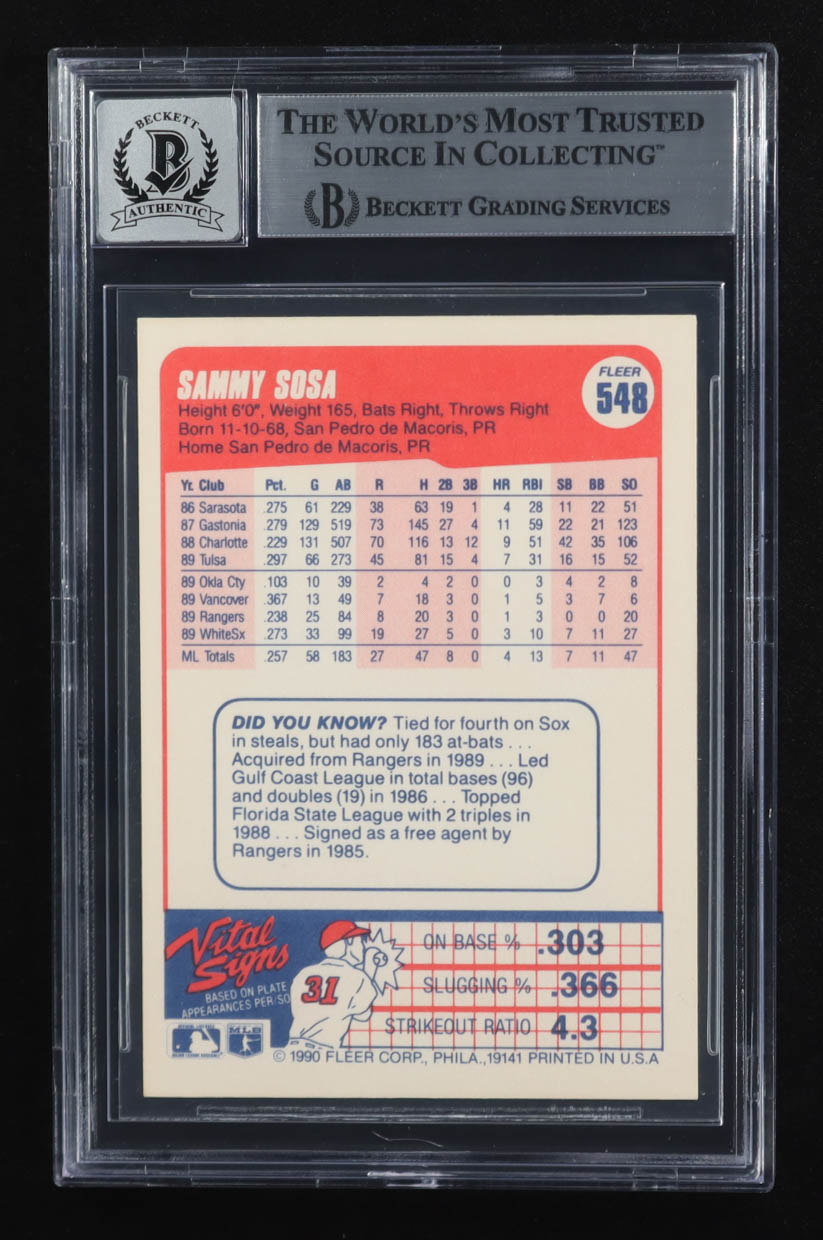 BECKETT
B
AUTHENTIC
THE WORLD'S MOST TRUSTED
SOURCE IN COLLECTING™
B BECKETT GRADING SERVICES
SAMMY SOSA
FLEER
548
Height 6'0", Weight 165, Bats Right, Throws Right
Born 11-10-68, San Pedro de Macoris, PR
Home San Pedro de Macoris, PR
Yr. Club Pct. G AB R H 2B 3B HR RBI SB BB SO
86 Sarasota .275 61 229 38 63 19 1 4 28 11 22 51
87 Gastonia .279 129 519 73 145 27 4 11 59 22 21 123
88 Charlotte .229 131 507 70 116 13 12 9 51 42 35 106
89 Tulsa .297 66 273 45 81 15 4 7 31 16 15 52
89 Okla Cty .103 10 39 2 4 2 0 0 3 4 2 8
89 Vancover .367 13 49 7 18 3 0 1 5 3 7 6
89 Rangers .238 25 84 8 20 3 0 1 3 0 0 20
89 WhiteSx .273 33 99 19 27 5 0 3 10 7 11 27
ML Totals .257 58 183 27 47 8 0 4 13 7 11 47
DID YOU KNOW? Tied for fourth on Sox
in steals, but had only 183 at-bats . . .
Acquired from Rangers in 1989 . . . Led
Gulf Coast League in total bases (96)
and doubles (19) in 1986 . . . Topped
Florida State League with 2 triples in
1988 . . . Signed as a free agent by
Rangers in 1985.
Vital
Signs
BASED ON PLATE
APPEARANCES PER/SO
31
ON BASE % .303
SLUGGING % .366
STRIKEOUT RATIO 4.3
MLB
© 1990 FLEER CORP., PHILA.,19141 PRINTED IN U.S.A